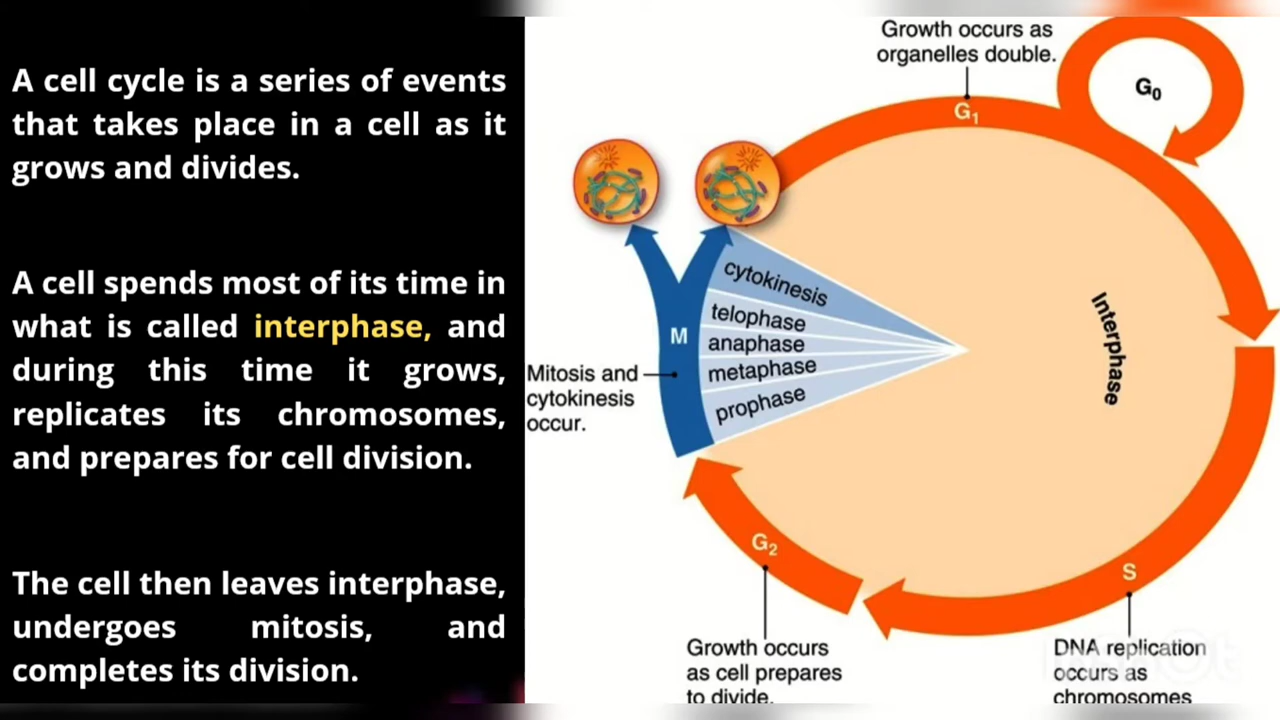 A cell cycle is a series of events
that takes place in a cell as it
grows and divides.
A cell spends most of its time in
what is called interphase, and
during this time it grows,
replicates its chromosomes,
and prepares for cell division.
The cell then leaves interphase,
undergoes mitosis, and
completes its division.
Growth occurs as
organelles double.
G0
G1
cytokinesis
telophase
anaphase
metaphase
prophase
M
Mitosis and
cytokinesis
occur.
Interphase
G2
S
Growth occurs
as cell prepares
to divide.
DNA replication
occurs as
chromosomes